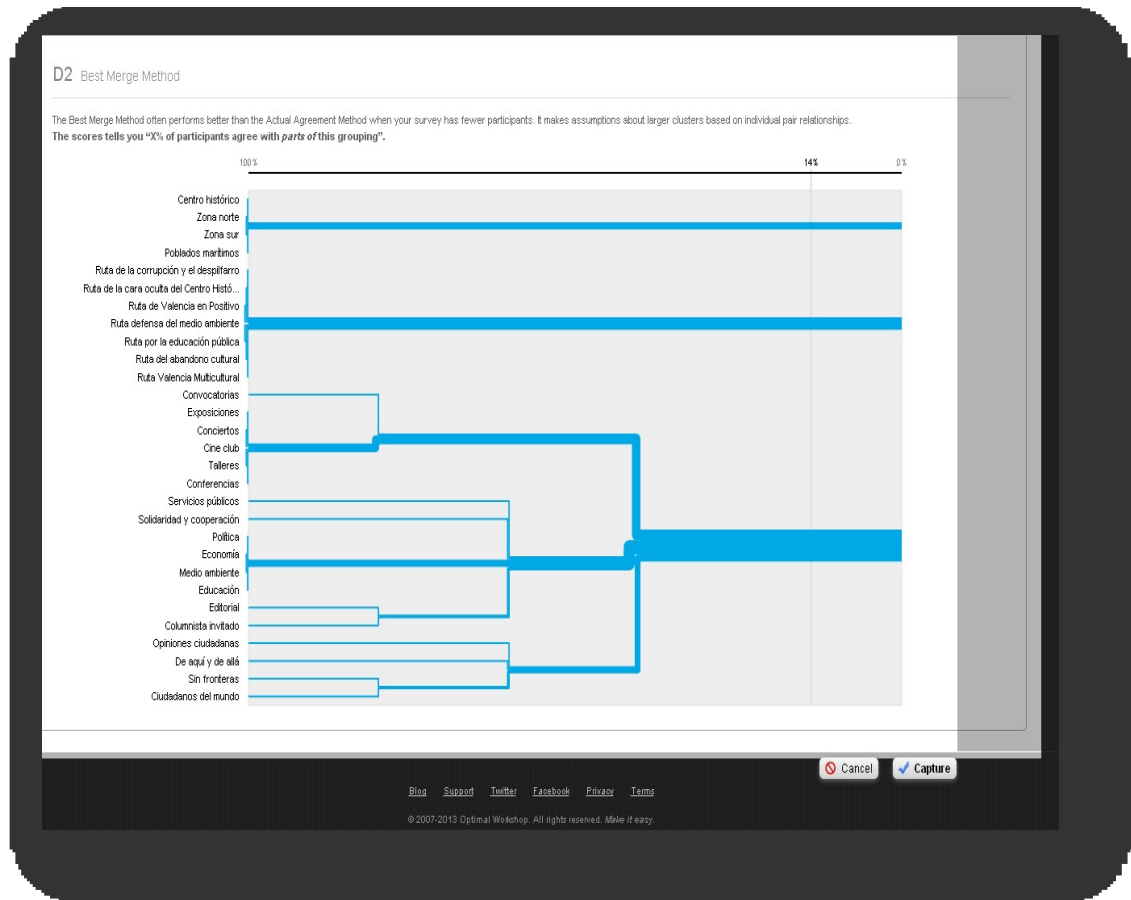 D2 Best Merge Method
The Best Merge Method often performs better than the Actual Agreement Method when your survey has fewer participants. It makes assumptions about larger clusters based on individual pair relationships.
The scores tells you “X% of participants agree with parts of this grouping”.
100% 14% 0%
Centro histórico
Zona norte
Zona sur
Poblados marítimos
Ruta de la corrupción y el despilfarro
Ruta de la cara oculta del Centro Histó...
Ruta de Valencia en Positivo
Ruta defensa del medio ambiente
Ruta por la educación pública
Ruta del abandono cultural
Ruta Valencia Multicultural
Convocatorias
Exposiciones
Conciertos
Cine club
Talleres
Conferencias
Servicios públicos
Solidaridad y cooperación
Política
Economía
Medio ambiente
Educación
Editorial
Columnista invitado
Opiniones ciudadanas
De aquí y de allá
Sin fronteras
Ciudadanos del mundo
Cancel Capture
Blog Support Twitter Facebook Privacy Terms
© 2007-2013 Optimal Workshop. All rights reserved. Make it easy.